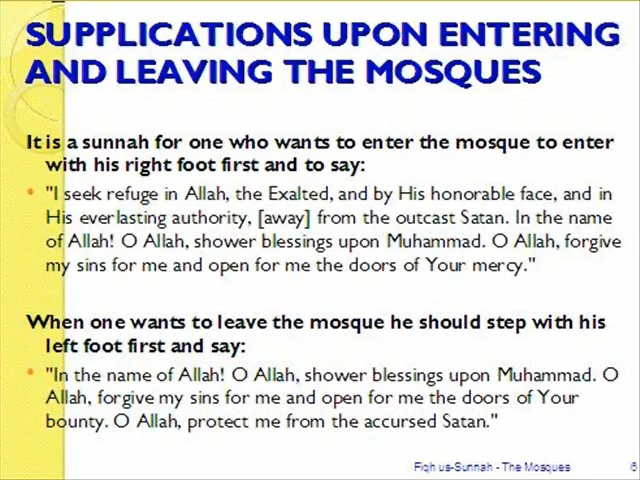 SUPPLICATIONS UPON ENTERING
AND LEAVING THE MOSQUES
It is a sunnah for one who wants to enter the mosque to enter
with his right foot first and to say:
• "I seek refuge in Allah, the Exalted, and by His honorable face, and in
His everlasting authority, [away] from the outcast Satan. In the name
of Allah! O Allah, shower blessings upon Muhammad. O Allah, forgive
my sins for me and open for me the doors of Your mercy."
When one wants to leave the mosque he should step with his
left foot first and say:
• "In the name of Allah! O Allah, shower blessings upon Muhammad. O
Allah, forgive my sins for me and open for me the doors of Your
bounty. O Allah, protect me from the accursed Satan."
Fiqh us-Sunnah - The Mosques 6